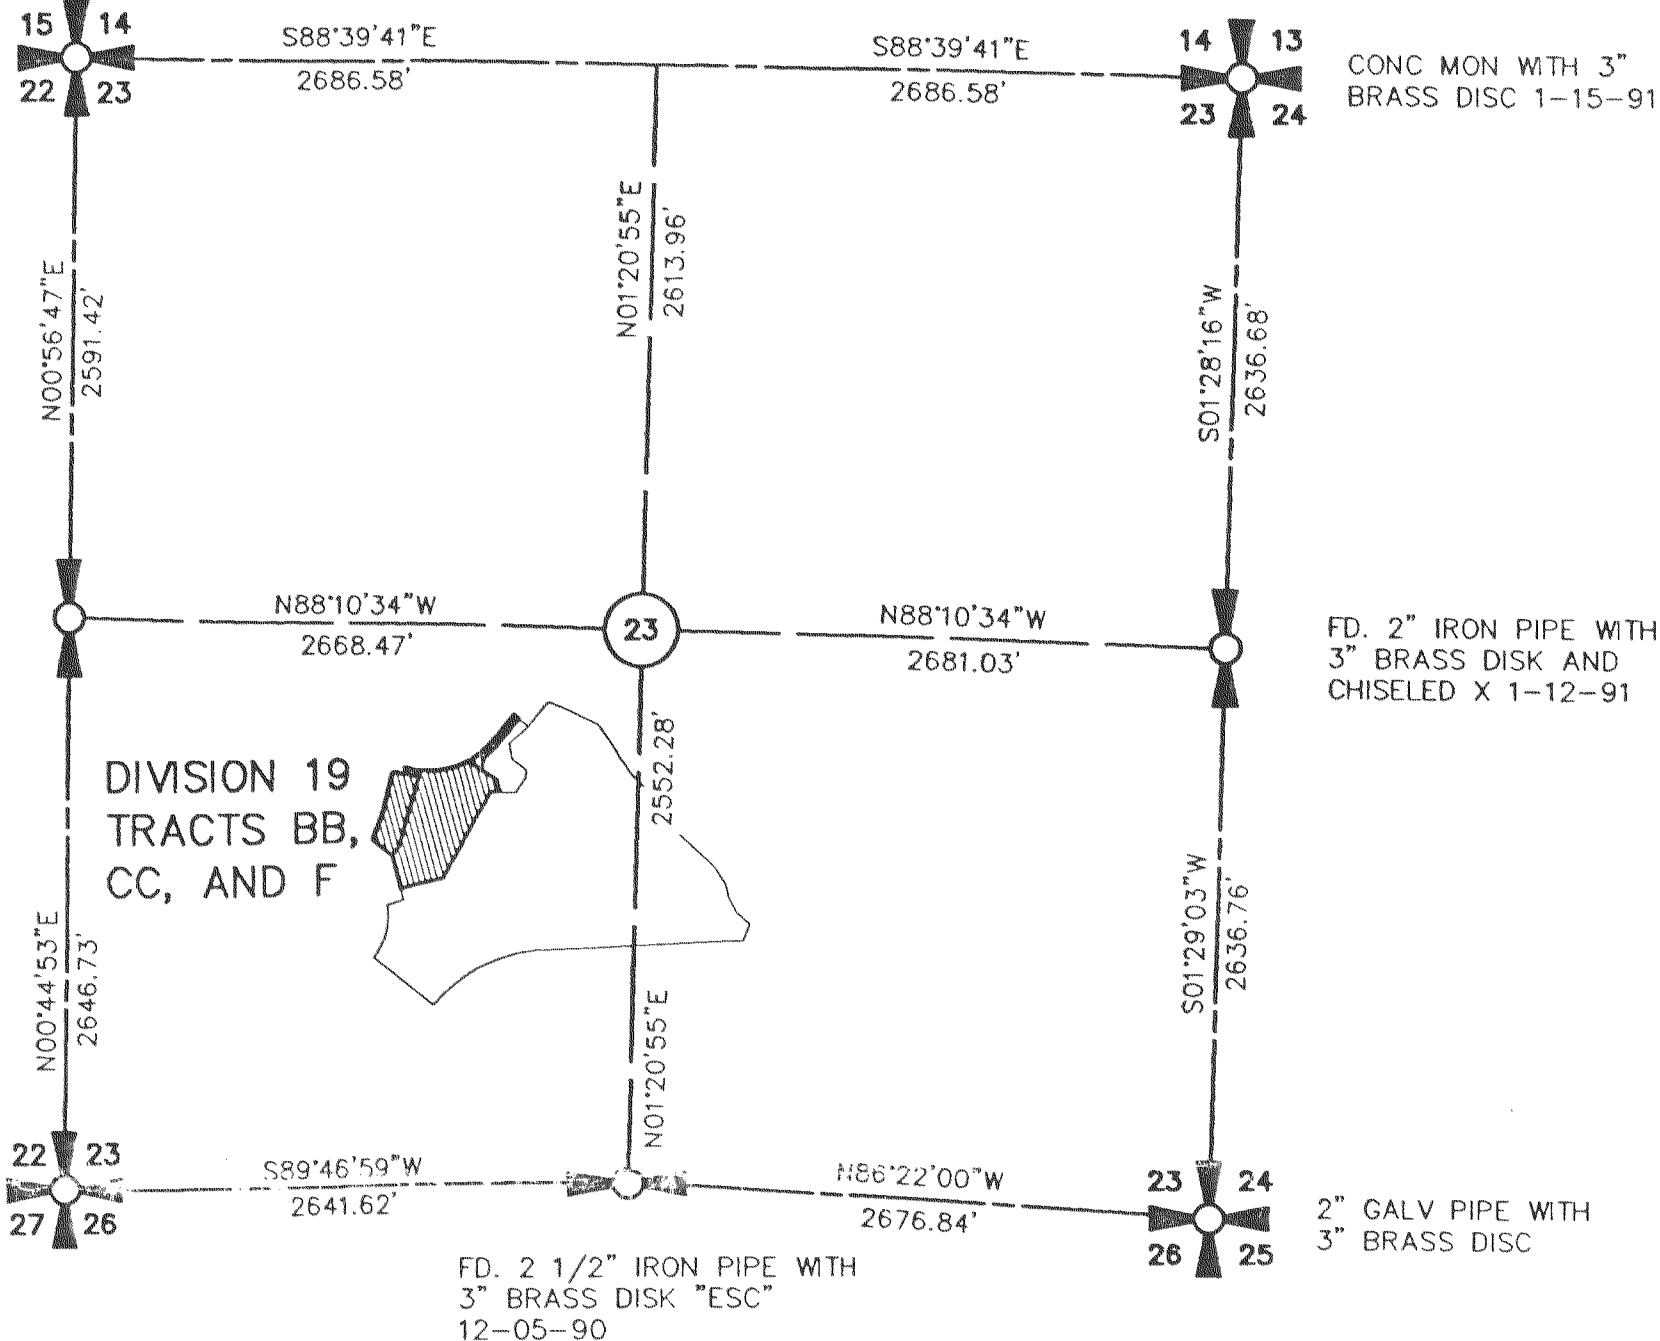 15 14
22 23
S88°39'41"E
2686.58'
S88°39'41"E
2686.58'
14 13
23 24
CONC MON WITH 3"
BRASS DISC 1-15-91
N00°56'47"E
2591.42'
N01°20'55"E
2613.96'
S01°28'16"W
2636.68'
N88°10'34"W
2668.47'
23
N88°10'34"W
2681.03'
FD. 2" IRON PIPE WITH
3" BRASS DISK AND
CHISELED X 1-12-91
DIVISION 19
TRACTS BB,
CC, AND F
2552.28'
N01°20'55"E
N00°44'53"E
2646.73'
S01°29'03"W
2636.76'
22 23
27 26
S89°46'59"W
2641.62'
N86°22'00"W
2676.84'
23 24
26 25
2" GALV PIPE WITH
3" BRASS DISC
FD. 2 1/2" IRON PIPE WITH
3" BRASS DISK "ESC"
12-05-90